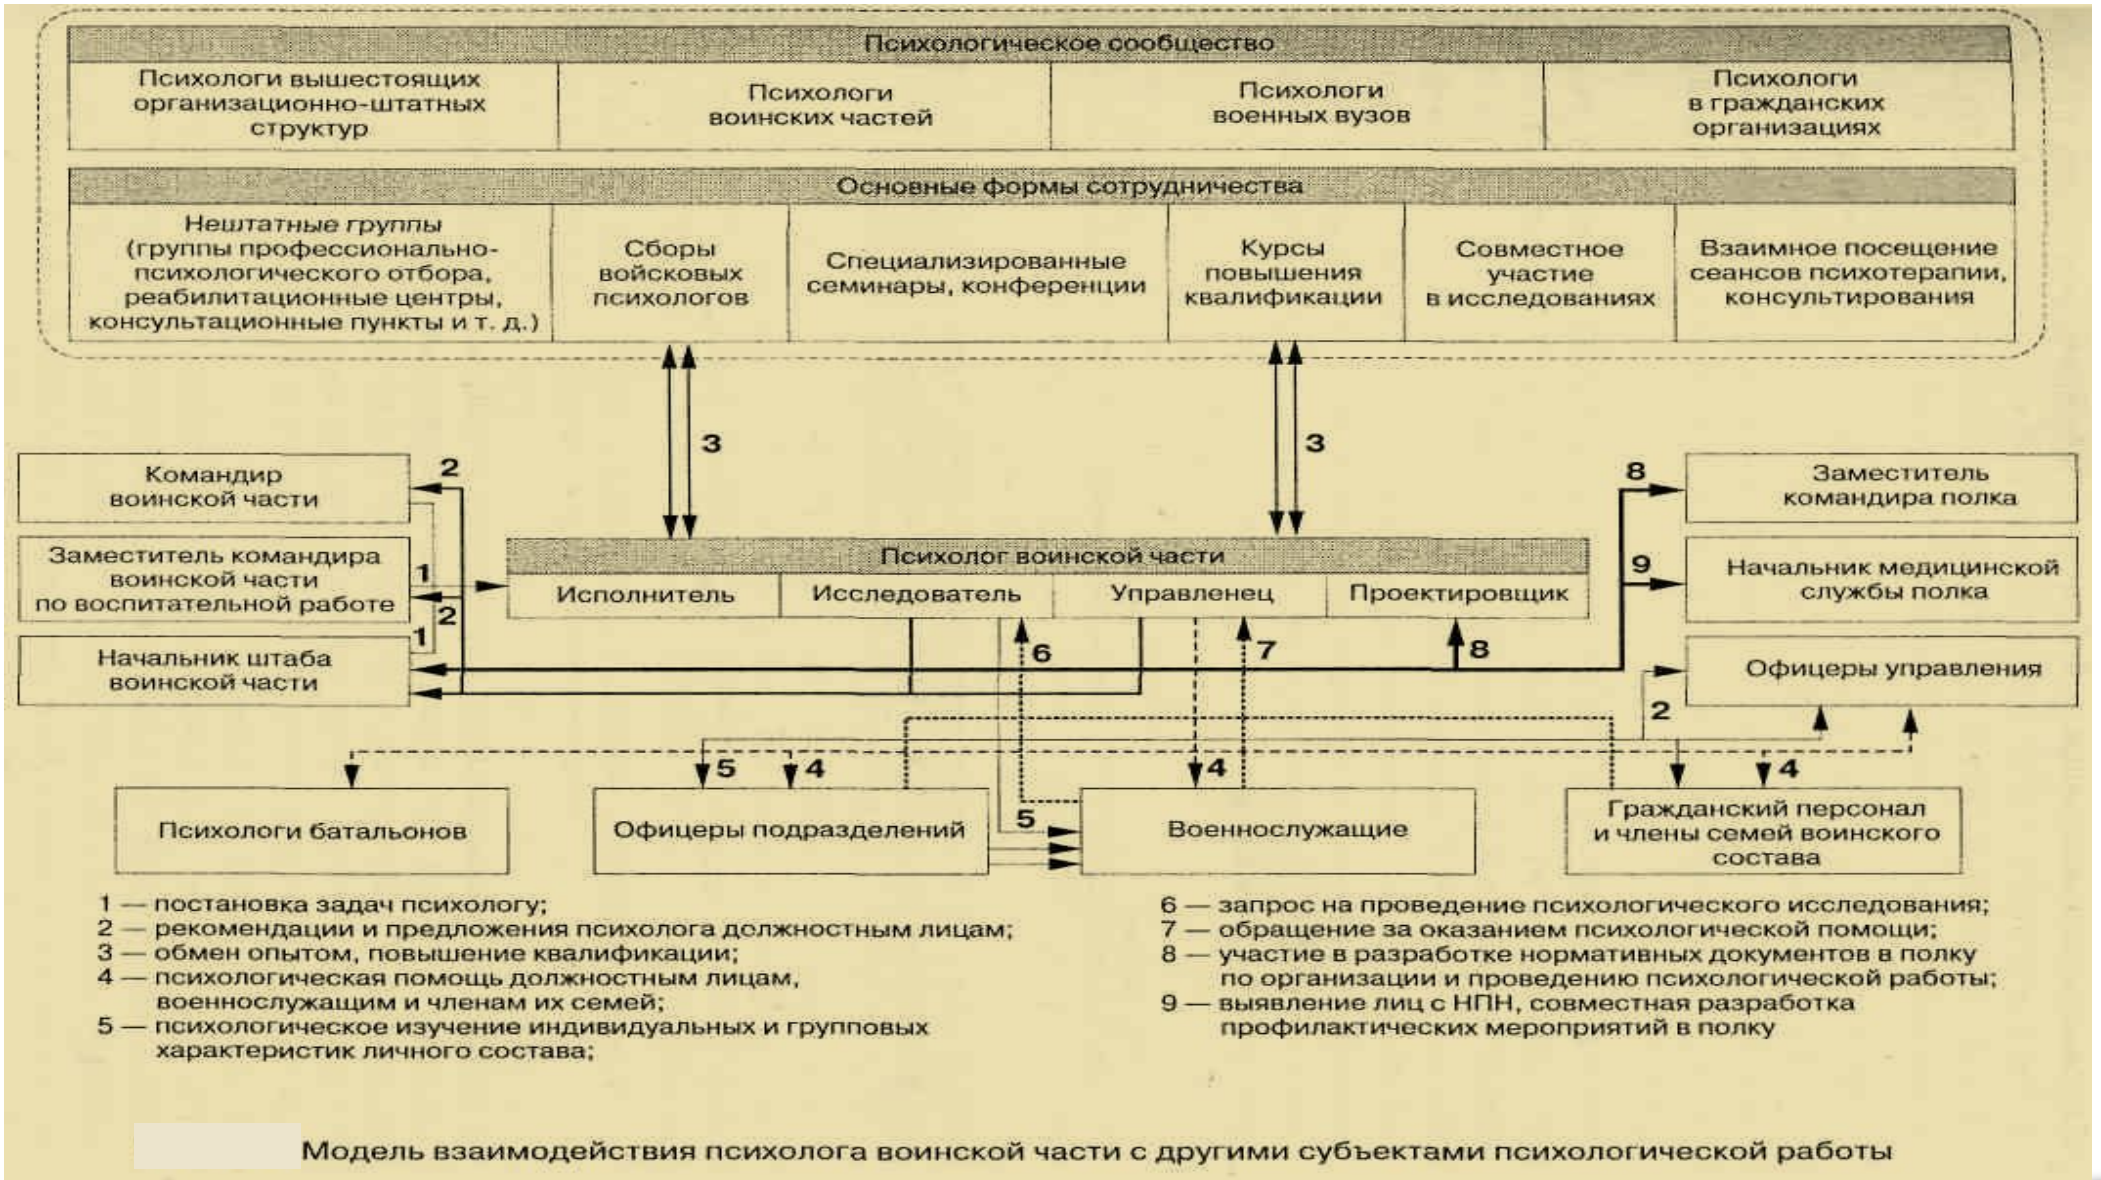 Психологическое сообщество
Психологи вышестоящих
организационно-штатных
структур
Психологи
воинских частей
Психологи
военных вузов
Психологи
в гражданских
организациях
Основные формы сотрудничества
Нештатные группы
(группы профессионально-
психологического отбора,
реабилитационные центры,
консультационные пункты и т. д.)
Сборы
войсковых
психологов
Специализированные
семинары, конференции
Курсы
повышения
квалификации
Совместное
участие
в исследованиях
Взаимное посещение
сеансов психотерапии,
консультирования
3
3
Командир
воинской части
2
Заместитель командира
воинской части
по воспитательной работе
1
2
Начальник штаба
воинской части
1
Психолог воинской части
Исполнитель
Исследователь
Управленец
Проектировщик
8
Заместитель
командира полка
9
Начальник медицинской
службы полка
Офицеры управления
6
7
8
2
5
4
4
4
5
Психологи батальонов
Офицеры подразделений
Военнослужащие
Гражданский персонал
и члены семей воинского
состава
1 — постановка задач психологу;
2 — рекомендации и предложения психолога должностным лицам;
3 — обмен опытом, повышение квалификации;
4 — психологическая помощь должностным лицам,
военнослужащим и членам их семей;
5 — психологическое изучение индивидуальных и групповых
характеристик личного состава;
6 — запрос на проведение психологического исследования;
7 — обращение за оказанием психологической помощи;
8 — участие в разработке нормативных документов в полку
по организации и проведению психологической работы;
9 — выявление лиц с НПН, совместная разработка
профилактических мероприятий в полку
Модель взаимодействия психолога воинской части с другими субъектами психологической работы